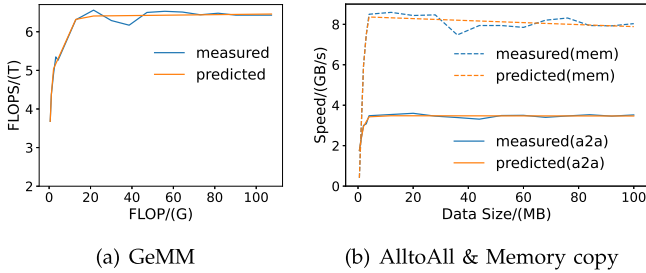 FLOPS/(T)
6
5
4
3
2
measured
predicted
0
20
40
60
80
100
FLOP/(G)
(a) GeMM
Speed/(GB/s)
8
6
4
2
0
measured(mem)
predicted(mem)
measured(a2a)
predicted(a2a)
0
20
40
60
80
100
Data Size/(MB)
(b) AlltoAll & Memory copy